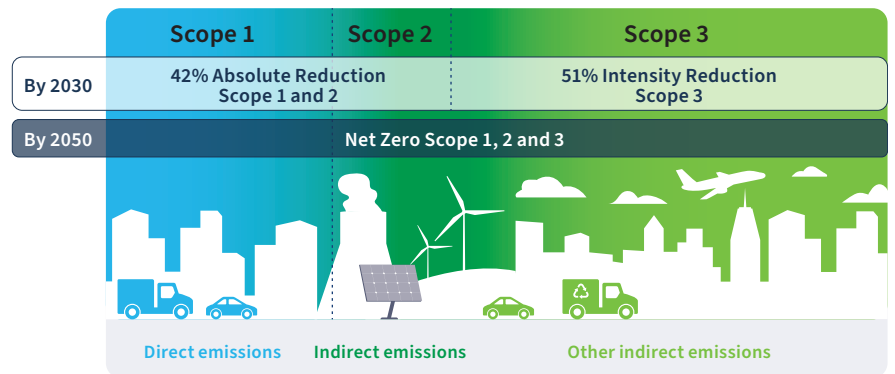 Scope 1
Scope 2
Scope 3
By 2030
42% Absolute Reduction
Scope 1 and 2
51% Intensity Reduction
Scope 3
By 2050
Net Zero Scope 1, 2 and 3
Direct emissions
Indirect emissions
Other indirect emissions